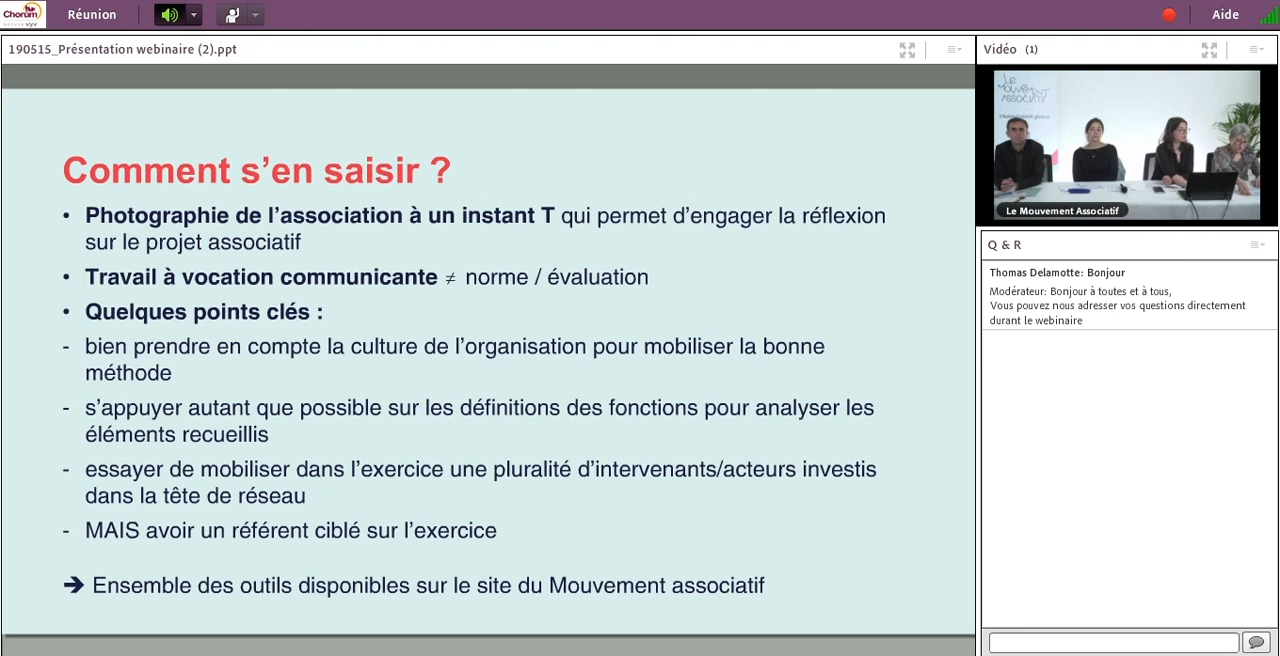 Chorum
GROUPE VYV
Réunion
Aide
190515_Présentation webinaire (2).ppt
Comment s’en saisir ?
• Photographie de l’association à un instant T qui permet d’engager la réflexion
sur le projet associatif
• Travail à vocation communicante ≠ norme / évaluation
• Quelques points clés :
- bien prendre en compte la culture de l’organisation pour mobiliser la bonne
méthode
- s’appuyer autant que possible sur les définitions des fonctions pour analyser les
éléments recueillis
- essayer de mobiliser dans l’exercice une pluralité d’intervenants/acteurs investis
dans la tête de réseau
- MAIS avoir un référent ciblé sur l’exercice
➔ Ensemble des outils disponibles sur le site du Mouvement associatif
Vidéo (1)
Le
MOUVEMENT
ASSOCIATIF
Le Mouvement Associatif
Q & R
Thomas Delamotte: Bonjour
Modérateur: Bonjour à toutes et à tous,
Vous pouvez nous adresser vos questions directement
durant le webinaire